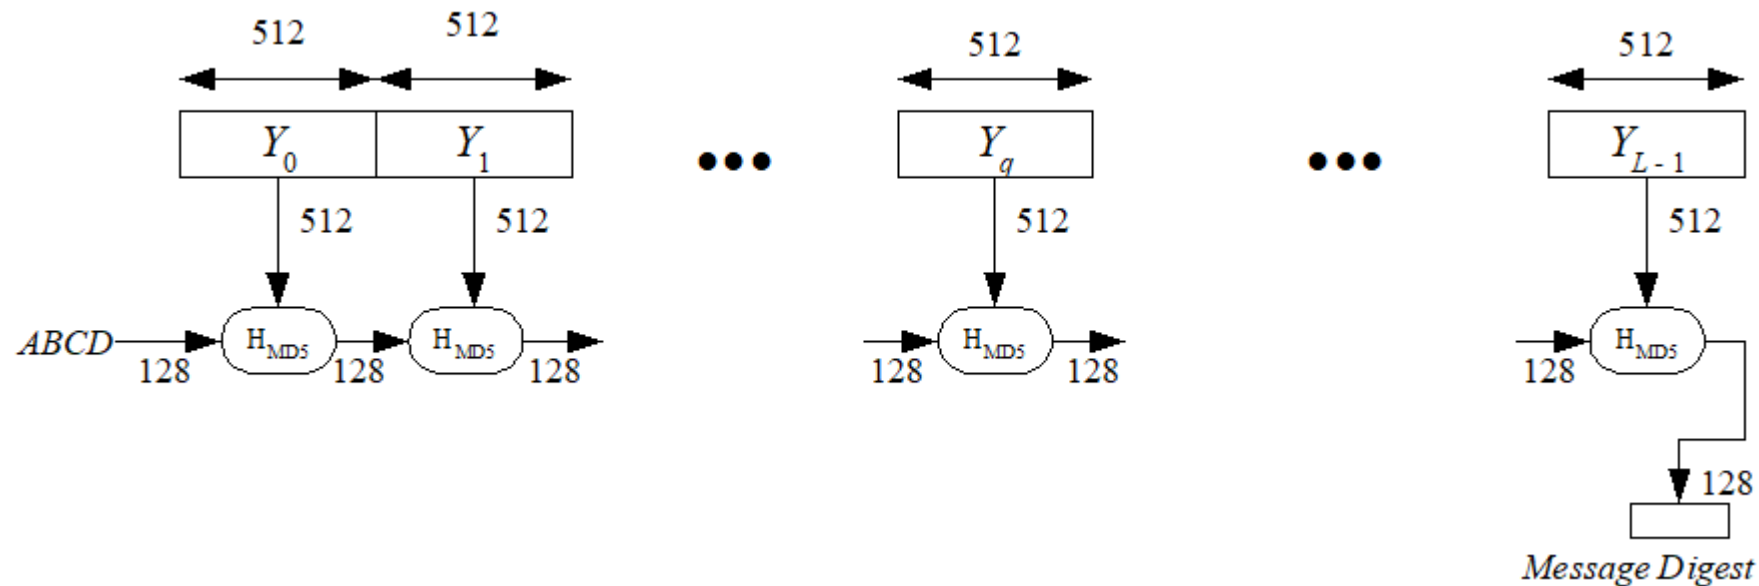 512 512 512 512
Y0 Y1 ••• Yq ••• YL - 1
512 512 512 512
ABCD HMD5 HMD5 HMD5 HMD5
128 128 128 128 128 128
128
Message Digest